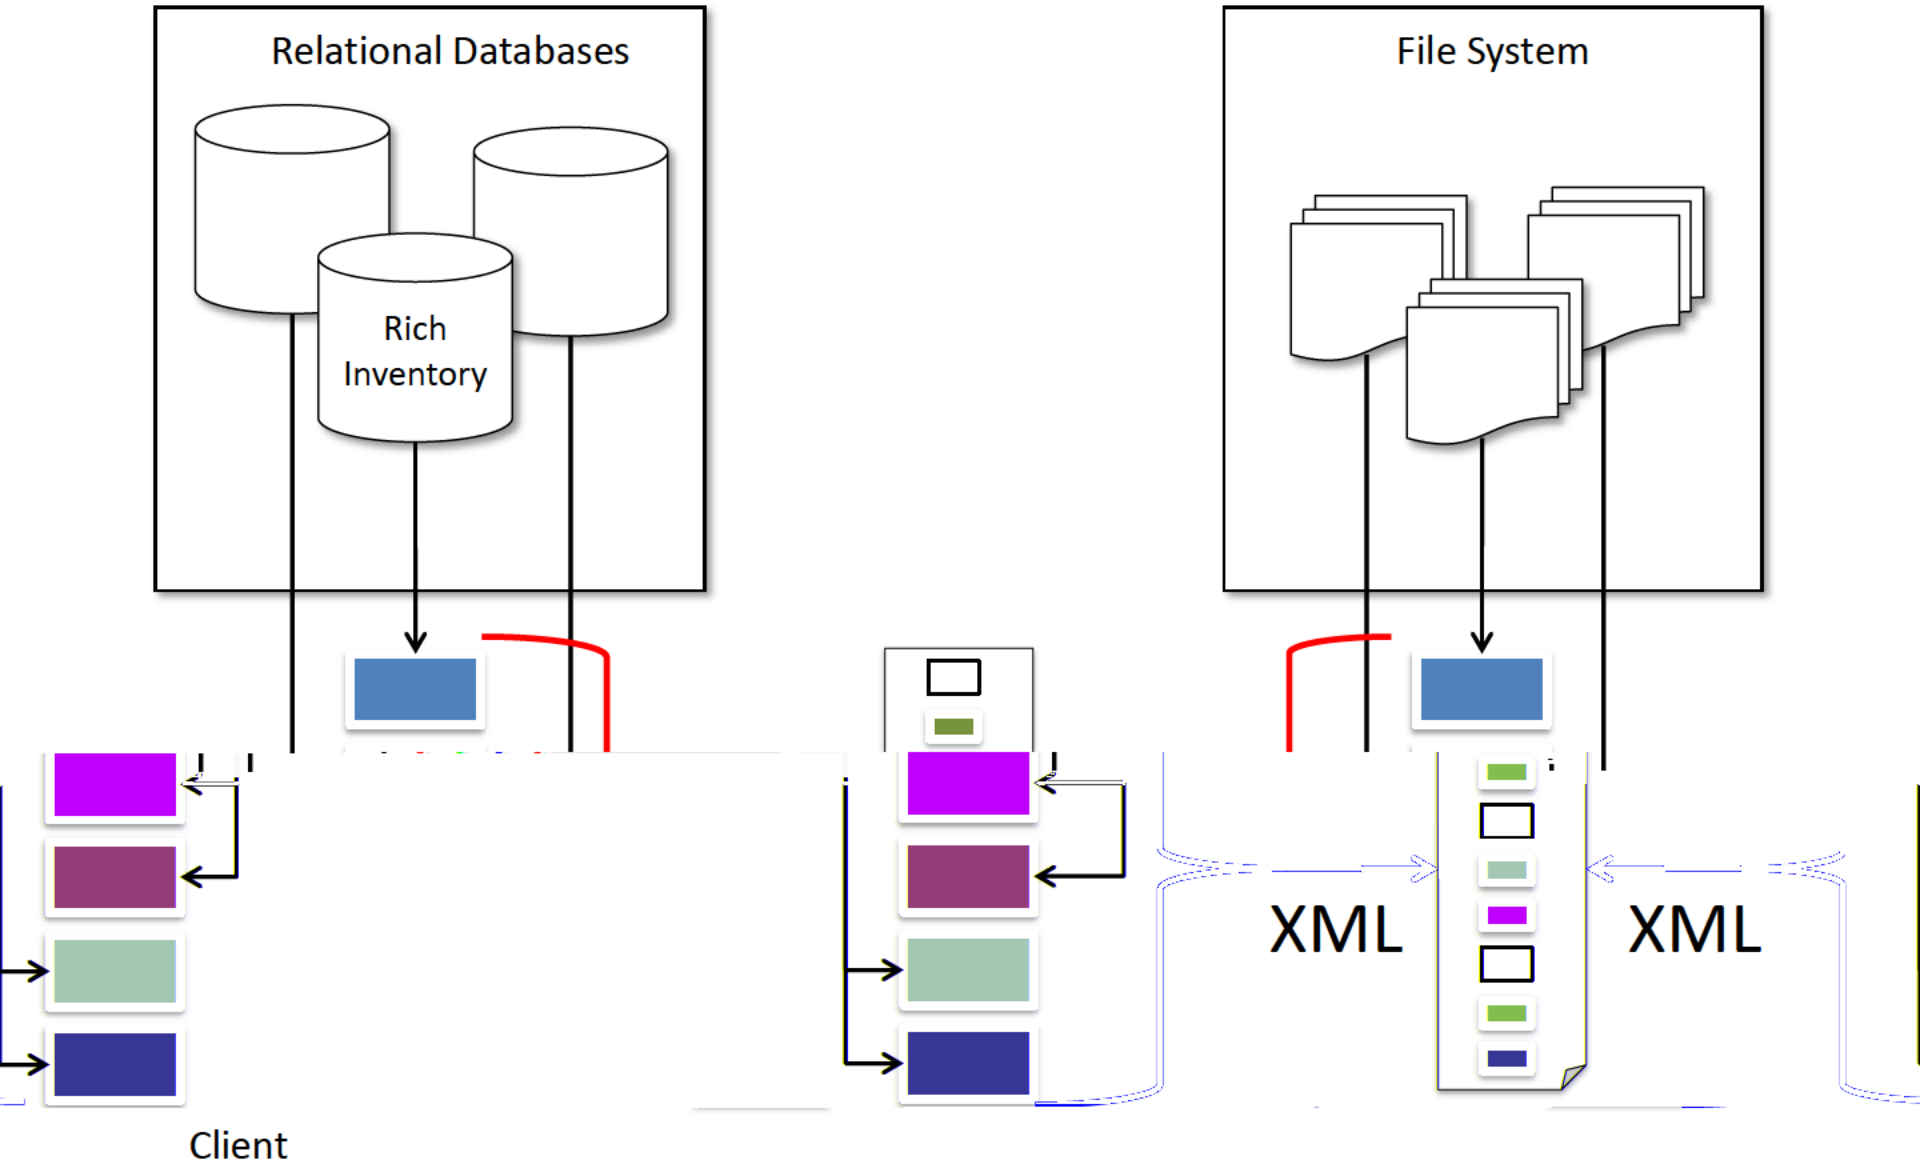 Relational Databases
File System
Rich
Inventory
XML
XML
Client